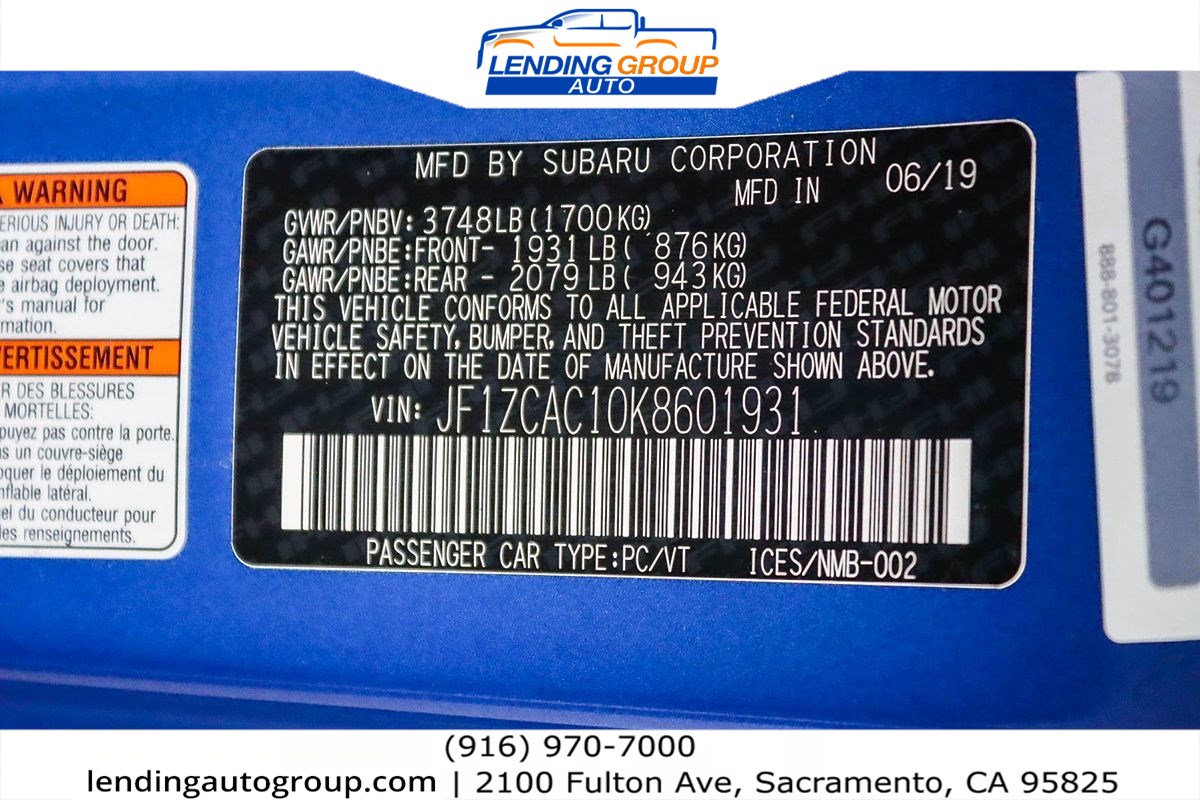 LENDING GROUP
AUTO
WARNING
ERIOUS INJURY OR DEATH:
an against the door.
se seat covers that
e airbag deployment.
's manual for
mation.
VERTISSEMENT
R DES BLESSURES
MORTELLES:
puyez pas contre la porte.
s un couvre-siège
oquer le déploiement du
nflable latéral.
el du conducteur pour
les renseignements.
MFD BY SUBARU CORPORATION
MFD IN 06/19
GVWR/PNBV: 3748LB(1700KG)
GAWR/PNBE:FRONT- 1931 LB( 876KG)
GAWR/PNBE:REAR - 2079 LB( 943KG)
THIS VEHICLE CONFORMS TO ALL APPLICABLE FEDERAL MOTOR
VEHICLE SAFETY, BUMPER, AND THEFT PREVENTION STANDARDS
IN EFFECT ON THE DATE OF MANUFACTURE SHOWN ABOVE.
VIN: JF1ZCAC10K8601931
PASSENGER CAR TYPE:PC/VT ICES/NMB-002
G401219
888-801-3078
(916) 970-7000
lendingautogroup.com | 2100 Fulton Ave, Sacramento, CA 95825